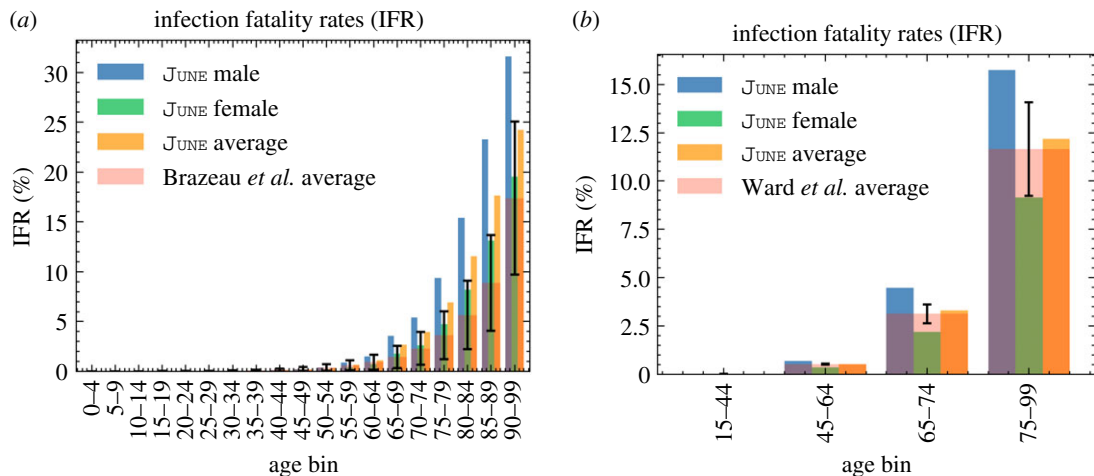 (a)
infection fatality rates (IFR)
JUNE male
JUNE female
JUNE average
Brazeau et al. average
IFR (%)
30
25
20
15
10
5
0
0–4
5–9
10–14
15–19
20–24
25–29
30–34
35–39
40–44
45–49
50–54
55–59
60–64
65–69
70–74
75–79
80–84
85–89
90–99
age bin
(b)
infection fatality rates (IFR)
JUNE male
JUNE female
JUNE average
Ward et al. average
IFR (%)
15.0
12.5
10.0
7.5
5.0
2.5
0
15–44
45–64
65–74
75–99
age bin